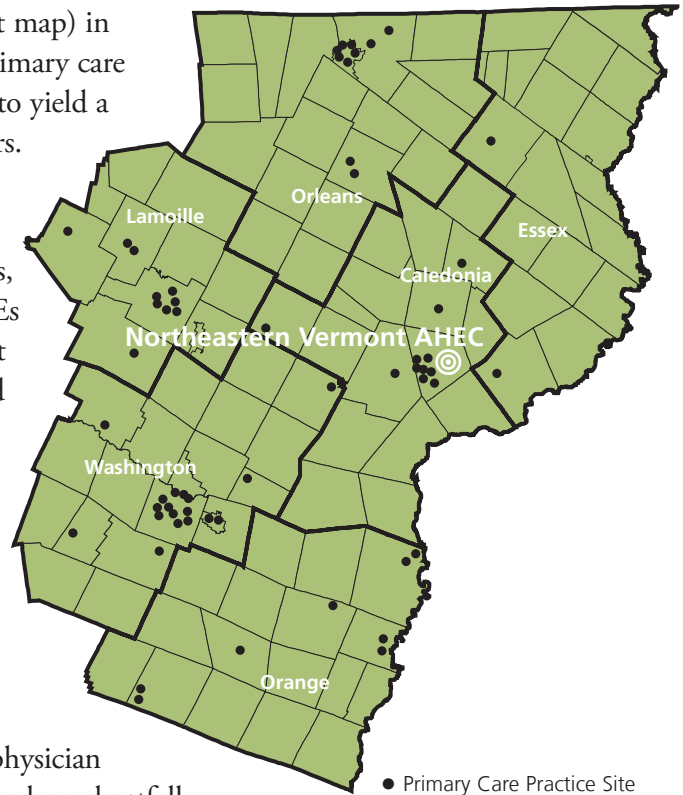 t map) in
rimary care
to yield a
rs.
s,
Es
t
d
physician
Lamoille
Orleans
Essex
Caledonia
Northeastern Vermont AHEC
Washington
Orange
Primary Care Practice Site